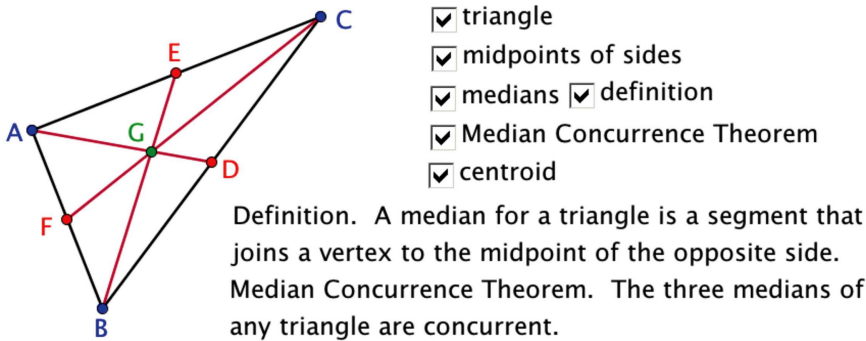 C
triangle
E
midpoints of sides
medians definition
A
G
Median Concurrence Theorem
D
centroid
F
Definition. A median for a triangle is a segment that
joins a vertex to the midpoint of the opposite side.
Median Concurrence Theorem. The three medians of
any triangle are concurrent.
B